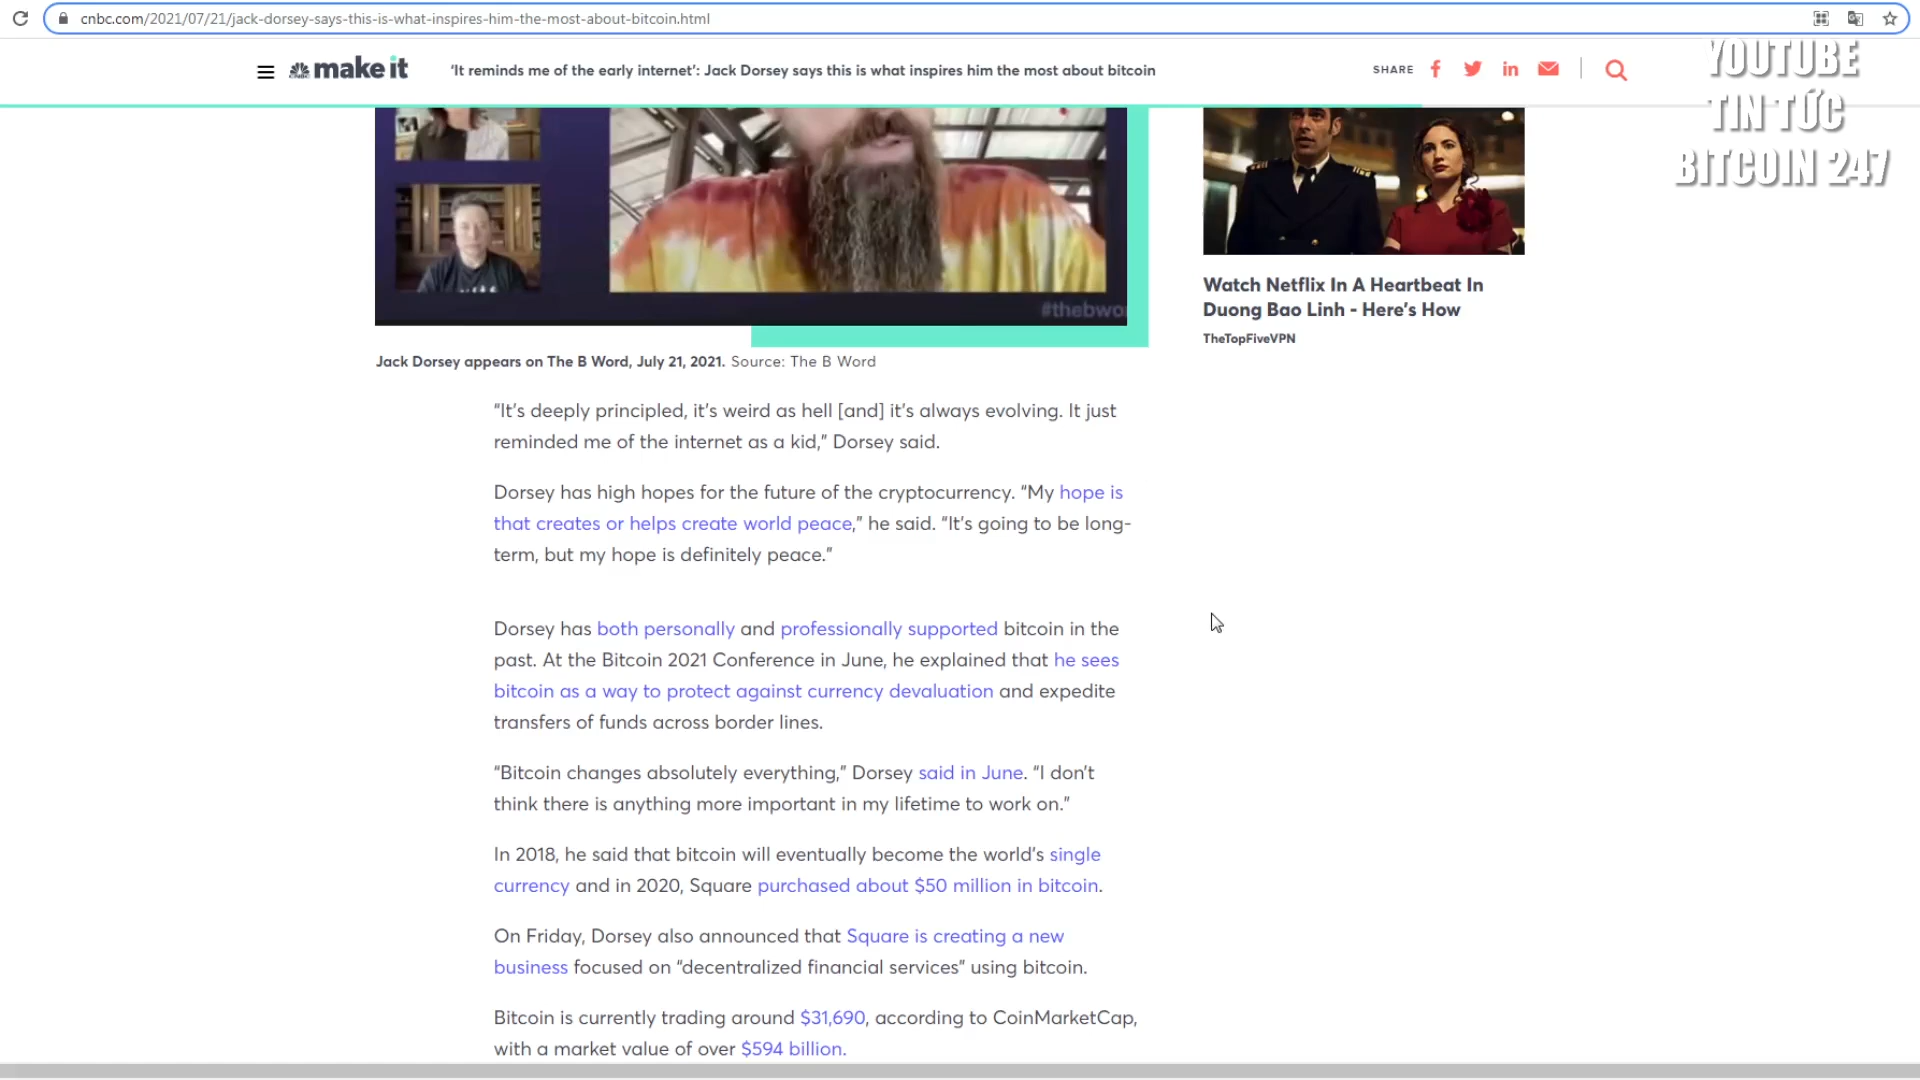 cnbc.com/2021/07/21/jack-dorsey-says-this-is-what-inspires-him-the-most-about-bitcoin.html
make it
‘It reminds me of the early internet’: Jack Dorsey says this is what inspires him the most about bitcoin
SHARE
YOUTUBE
TIN TỨC
BITCOIN 247
#thebwo
Watch Netflix In A Heartbeat In
Duong Bao Linh - Here’s How
TheTopFiveVPN
Jack Dorsey appears on The B Word, July 21, 2021. Source: The B Word
“It’s deeply principled, it’s weird as hell [and] it’s always evolving. It just
reminded me of the internet as a kid,” Dorsey said.
Dorsey has high hopes for the future of the cryptocurrency. “My hope is
that creates or helps create world peace,” he said. “It’s going to be long-
term, but my hope is definitely peace.”
Dorsey has both personally and professionally supported bitcoin in the
past. At the Bitcoin 2021 Conference in June, he explained that he sees
bitcoin as a way to protect against currency devaluation and expedite
transfers of funds across border lines.
“Bitcoin changes absolutely everything,” Dorsey said in June. “I don’t
think there is anything more important in my lifetime to work on.”
In 2018, he said that bitcoin will eventually become the world’s single
currency and in 2020, Square purchased about $50 million in bitcoin.
On Friday, Dorsey also announced that Square is creating a new
business focused on “decentralized financial services” using bitcoin.
Bitcoin is currently trading around $31,690, according to CoinMarketCap,
with a market value of over $594 billion.